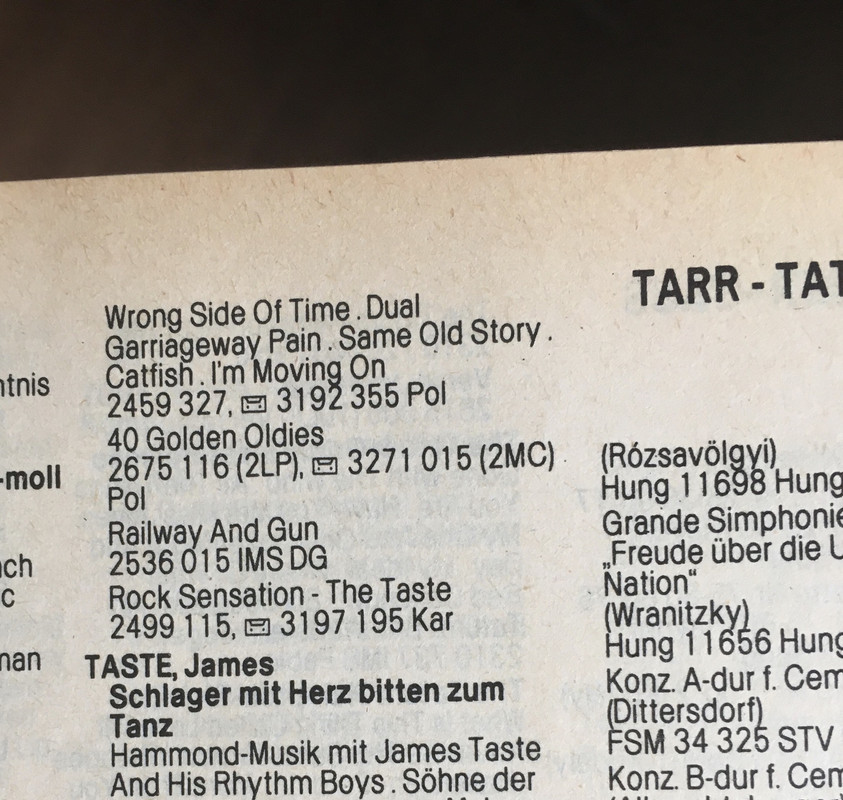 TARR - TAT
ntnis
-moll
ach
c
nan
Wrong Side Of Time . Dual
Garriageway Pain . Same Old Story .
Catfish . I'm Moving On
2459 327, 3192 355 Pol
40 Golden Oldies
2675 116 (2LP), 3271 015 (2MC)
Pol
Railway And Gun
2536 015 IMS DG
Rock Sensation - The Taste
2499 115, 3197 195 Kar
TASTE, James
Schlager mit Herz bitten zum
Tanz
Hammond-Musik mit James Taste
And His Rhythm Boys . Söhne der
(Rózsavölgyi)
Hung 11698 Hung
Grande Simphonie
„Freude über die U
Nation“
(Wranitzky)
Hung 11656 Hung
Konz. A-dur f. Cem
(Dittersdorf)
FSM 34 325 STV
Konz. B-dur f. Cem